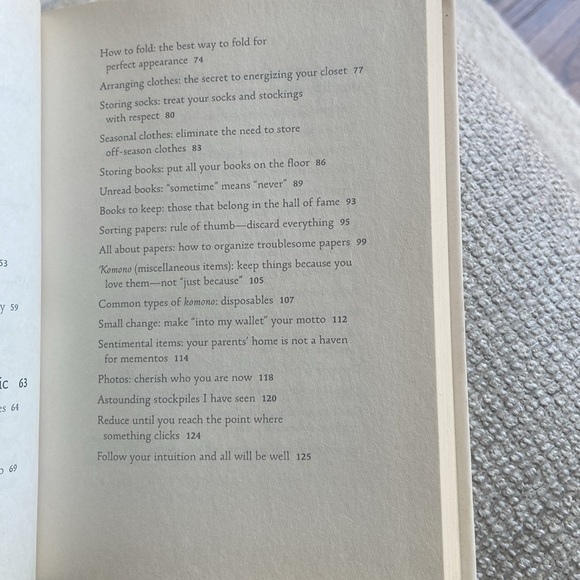 53
y 59
ic 63
es 64
o 69
How to fold: the best way to fold for
perfect appearance 74
Arranging clothes: the secret to energizing your closet 77
Storing socks: treat your socks and stockings
with respect 80
Seasonal clothes: eliminate the need to store
off-season clothes 83
Storing books: put all your books on the floor 86
Unread books: “sometime” means “never” 89
Books to keep: those that belong in the hall of fame 93
Sorting papers: rule of thumb—discard everything 95
All about papers: how to organize troublesome papers 99
Komono (miscellaneous items): keep things because you
love them—not “just because” 105
Common types of komono: disposables 107
Small change: make “into my wallet” your motto 112
Sentimental items: your parents’ home is not a haven
for mementos 114
Photos: cherish who you are now 118
Astounding stockpiles I have seen 120
Reduce until you reach the point where
something clicks 124
Follow your intuition and all will be well 125